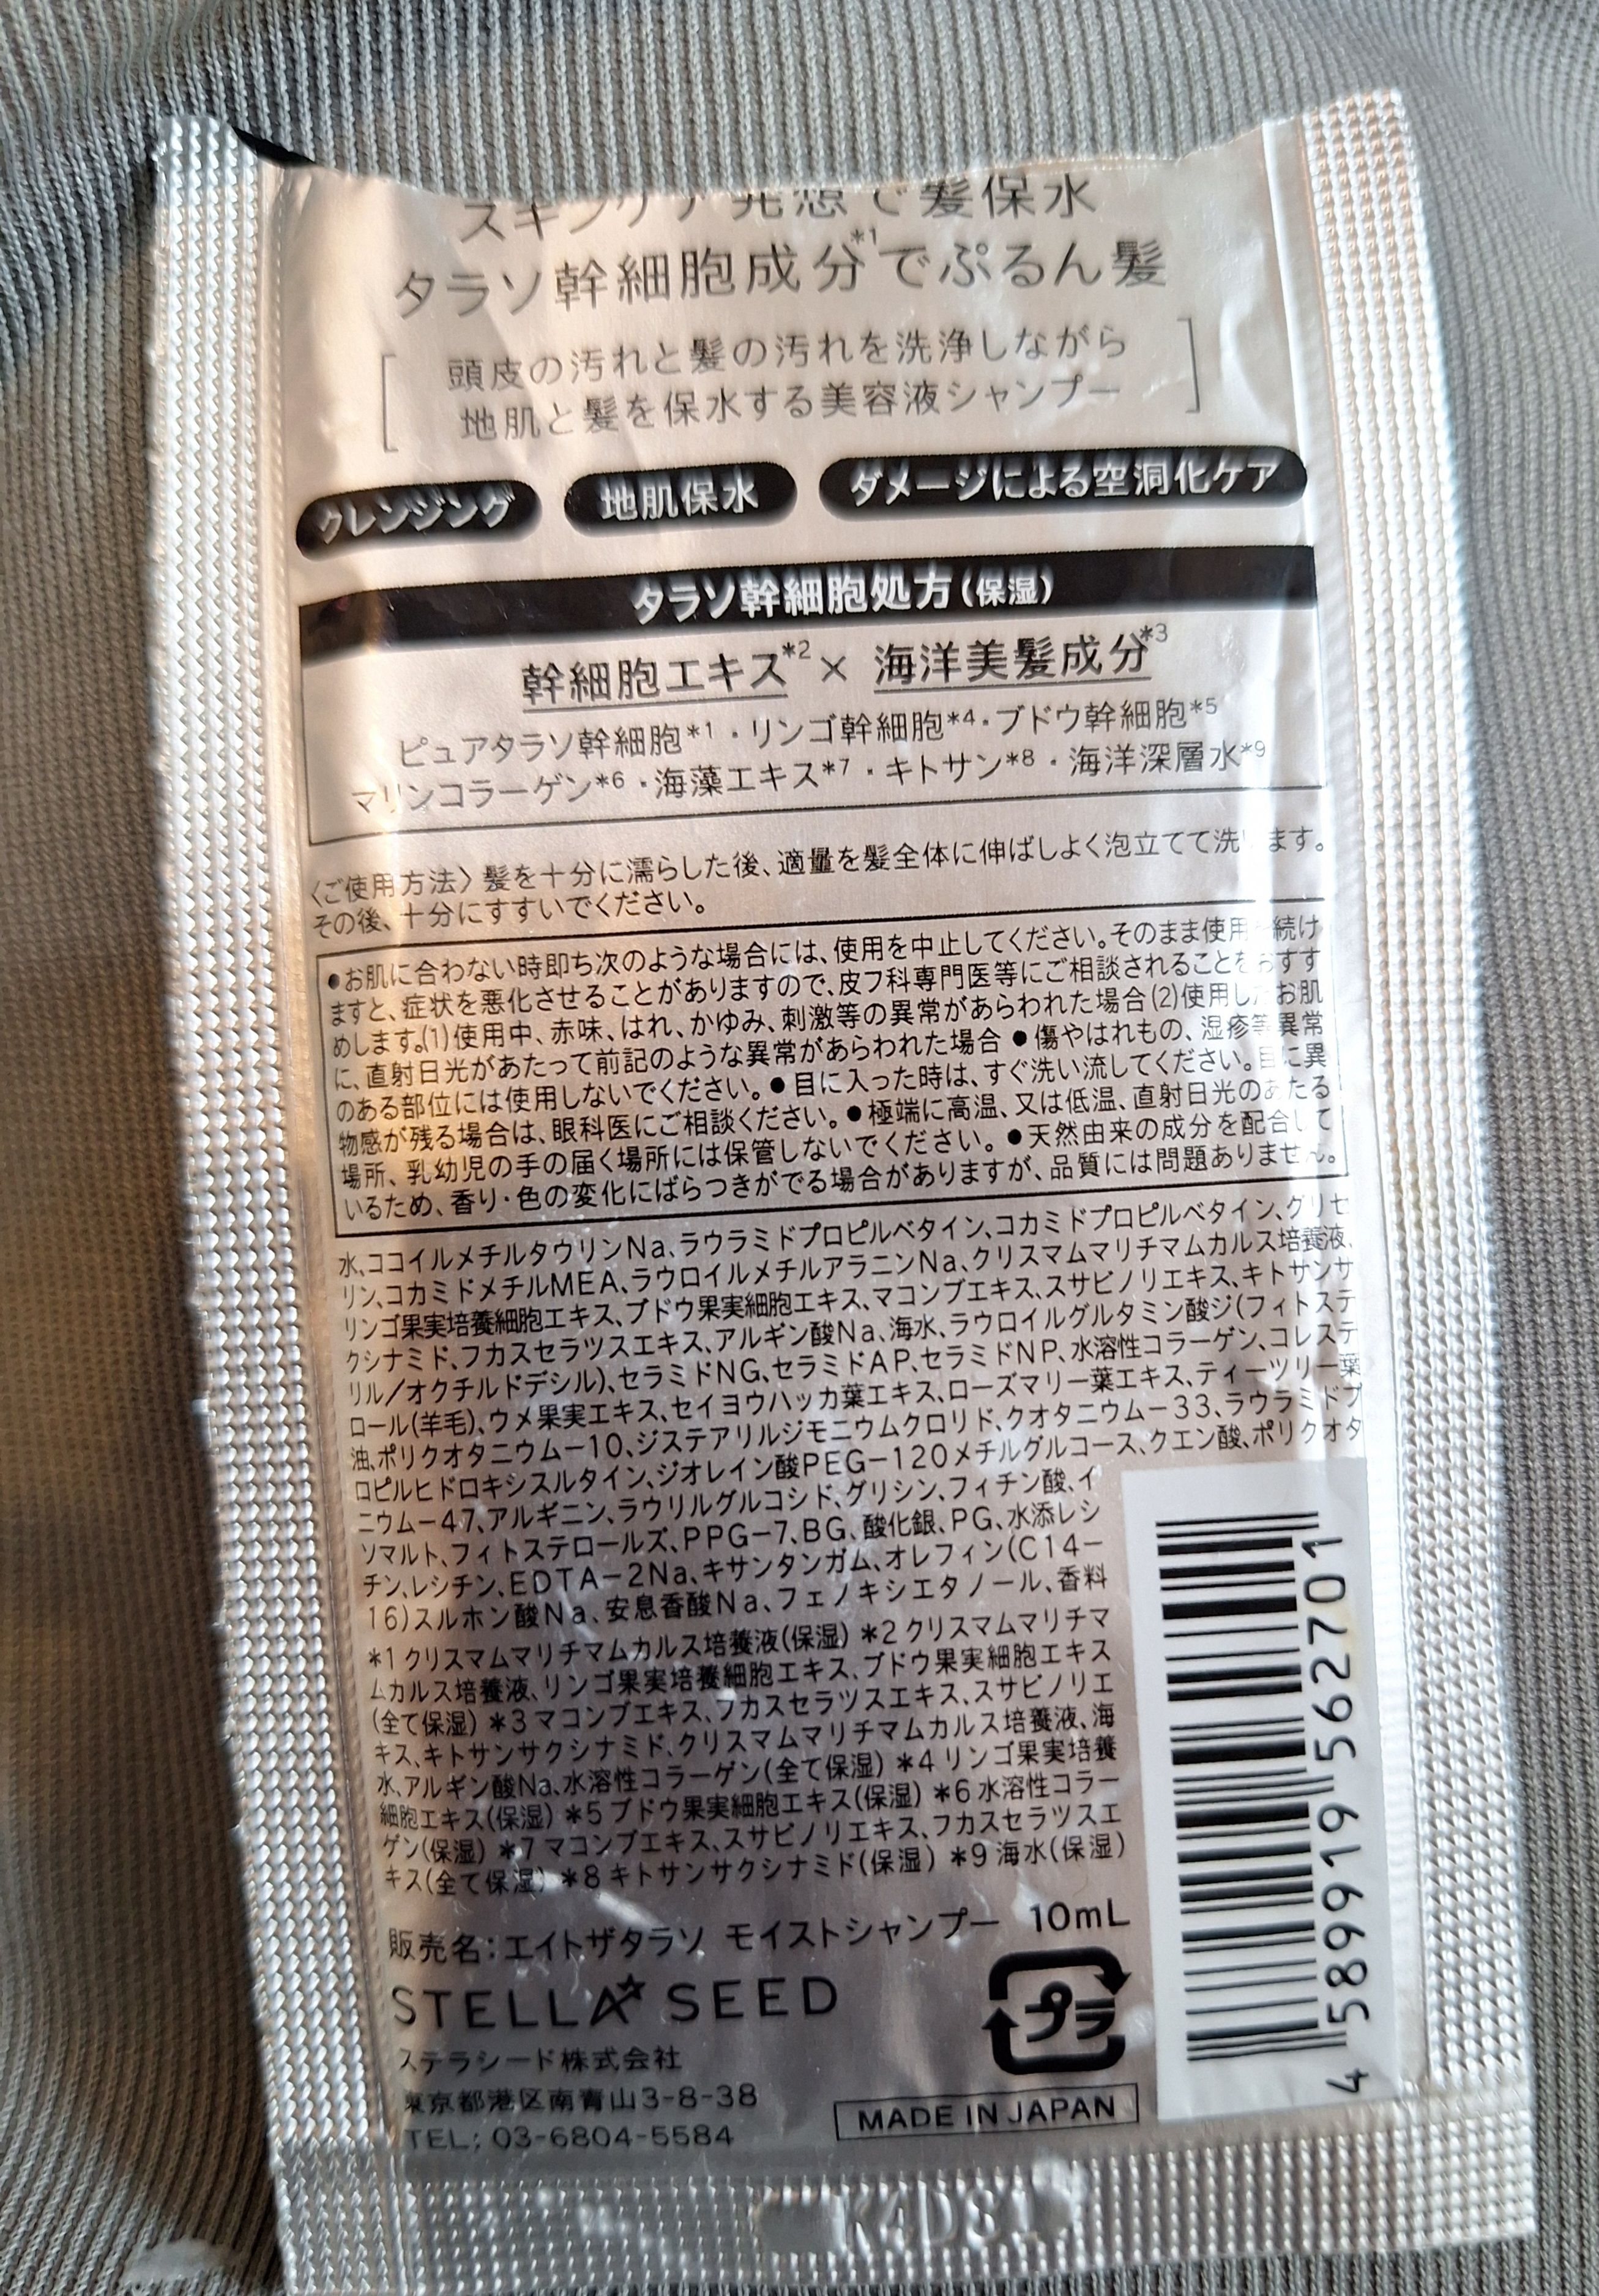 スキンケア発想で髪保水
タラソ幹細胞成分*1でぷるん髪
頭皮の汚れと髪の汚れを洗浄しながら
地肌と髪を保水する美容液シャンプー
クレンジング 地肌保水 ダメージによる空洞化ケア
タラソ幹細胞処方(保湿)
幹細胞エキス*2×海洋美髪成分*3
ピュアタラソ幹細胞*1・リンゴ幹細胞*4・ブドウ幹細胞*5
マリンコラーゲン*6・海藻エキス*7・キトサン*8・海洋深層水*9
〈ご使用方法〉髪を十分に濡らした後、適量を髪全体に伸ばしよく泡立てて洗 ます。
その後、十分にすすいでください。
●お肌に合わない時即ち次のような場合には、使用を中止してください。そのまま使用 続け
ますと、症状を悪化させることがありますので、皮フ科専門医等にご相談されることをおすす
めします。(1)使用中、赤味、はれ、かゆみ、刺激等の異常があらわれた場合(2)使用したお肌
に、直射日光があたって前記のような異常があらわれた場合●傷やはれもの、湿疹等異常
のある部位には使用しないでください。●目に入った時は、すぐ洗い流してください。目に異
物感が残る場合は、眼科医にご相談ください。●極端に高温、又は低温、直射日光のあたる
場所、乳幼児の手の届く場所には保管しないでください。●天然由来の成分を配合して
いるため、香り・色の変化にばらつきがでる場合がありますが、品質には問題ありません。
水、ココイルメチルタウリンNa、ラウラミドプロピルベタイン、コカミドプロピルベタイン、グリセ
リン、コカミドメチルMEA、ラウロイルメチルアラニンNa、クリスマムマリチマムカルス培養液、
リンゴ果実培養細胞エキス、ブドウ果実細胞エキス、マコンブエキス、スサビノリエキス、キトサンサ
クシナミド、フカスセラツスエキス、アルギン酸Na、海水、ラウロイルグルタミン酸ジ(フィトステ
リル/オクチルドデシル)、セラミドNG、セラミドAP、セラミドNP、水溶性コラーゲン、コレステ
ロール(羊毛)、ウメ果実エキス、セイヨウハッカ葉エキス、ローズマリー葉エキス、ティーツリー葉
油、ポリクオタニウム-10、ジステアリルジモニウムクロリド、クオタニウム-33、ラウラミドプ
ロピルヒドロキシスルタイン、ジオレイン酸PEG-120メチルグルコース、クエン酸、ポリクオタ
ニウム-47、アルギニン、ラウリルグルコシド、グリシン、フィチン酸、イ
ソマルト、フィトステロールズ、PPG-7、BG、酸化銀、PG、水添レシ
チン、レシチン、EDTA-2Na、キサンタンガム、オレフィン(C14-
16)スルホン酸Na、安息香酸Na、フェノキシエタノール、香料
*1クリスマムマリチマムカルス培養液(保湿) *2クリスマムマリチマ
ムカルス培養液、リンゴ果実培養細胞エキス、ブドウ果実細胞エキス
(全て保湿) *3マコンブエキス、フカスセラツスエキス、スサビノリエ
キス、キトサンサクシナミド、クリスマムマリチマムカルス培養液、海
水、アルギン酸Na、水溶性コラーゲン(全て保湿) *4リンゴ果実培養
細胞エキス(保湿) *5ブドウ果実細胞エキス(保湿) *6水溶性コラー
ゲン(保湿) *7マコンブエキス、スサビノリエキス、フカスセラツスエ
キス(全て保湿) *8キトサンサクシナミド(保湿) *9海水(保湿)
販売名:エイトザタラソ モイストシャンプー 10mL
STELLA SEED
ステラシード株式会社
東京都港区南青山3-8-38
TEL: 03-6804-5584
プラ
MADE IN JAPAN
4 589919 562701
K4D81